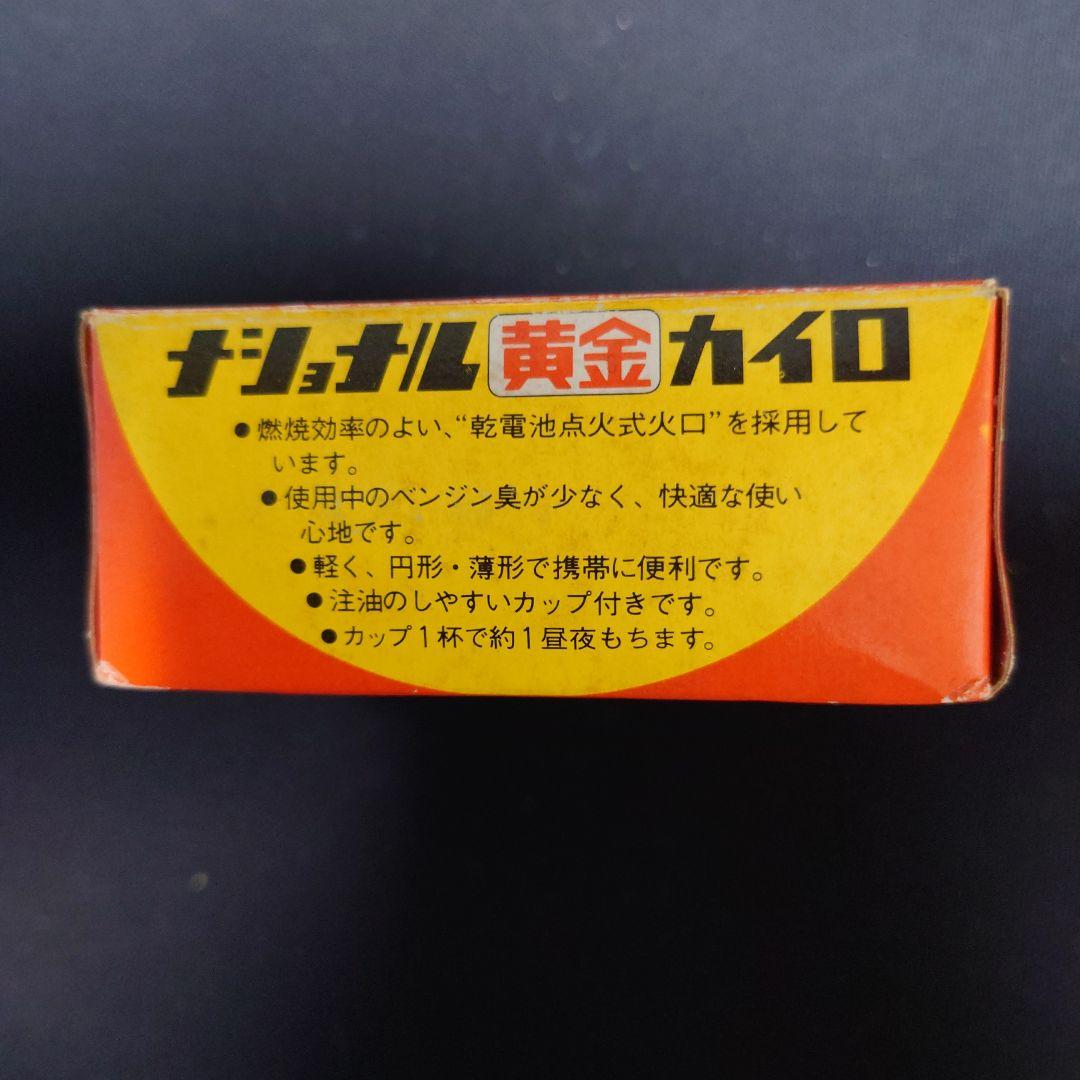 ナショナル黄金カイロ
●燃焼効率のよい、“乾電池点火式火口”を採用して
います。
●使用中のベンジン臭が少なく、快適な使い
心地です。
●軽く、円形・薄形で携帯に便利です。
●注油のしやすいカップ付きです。
●カップ1杯で約1昼夜もちます。